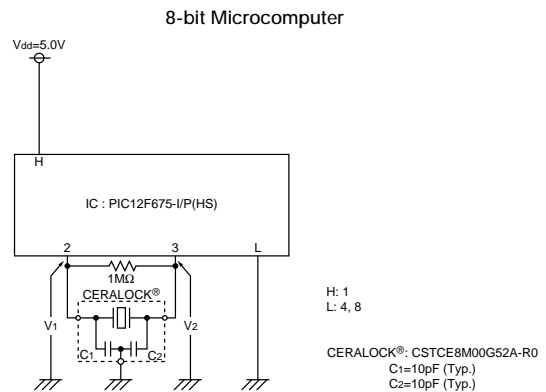 8-bit Microcomputer
Vdd=5.0V
H
IC : PIC12F675-I/P(HS)
2
3
L
1MΩ
CERALOCK®
V1
V2
C1
C2
H: 1
L: 4, 8
CERALOCK®: CSTCE8M00G52A-R0
C1=10pF (Typ.)
C2=10pF (Typ.)